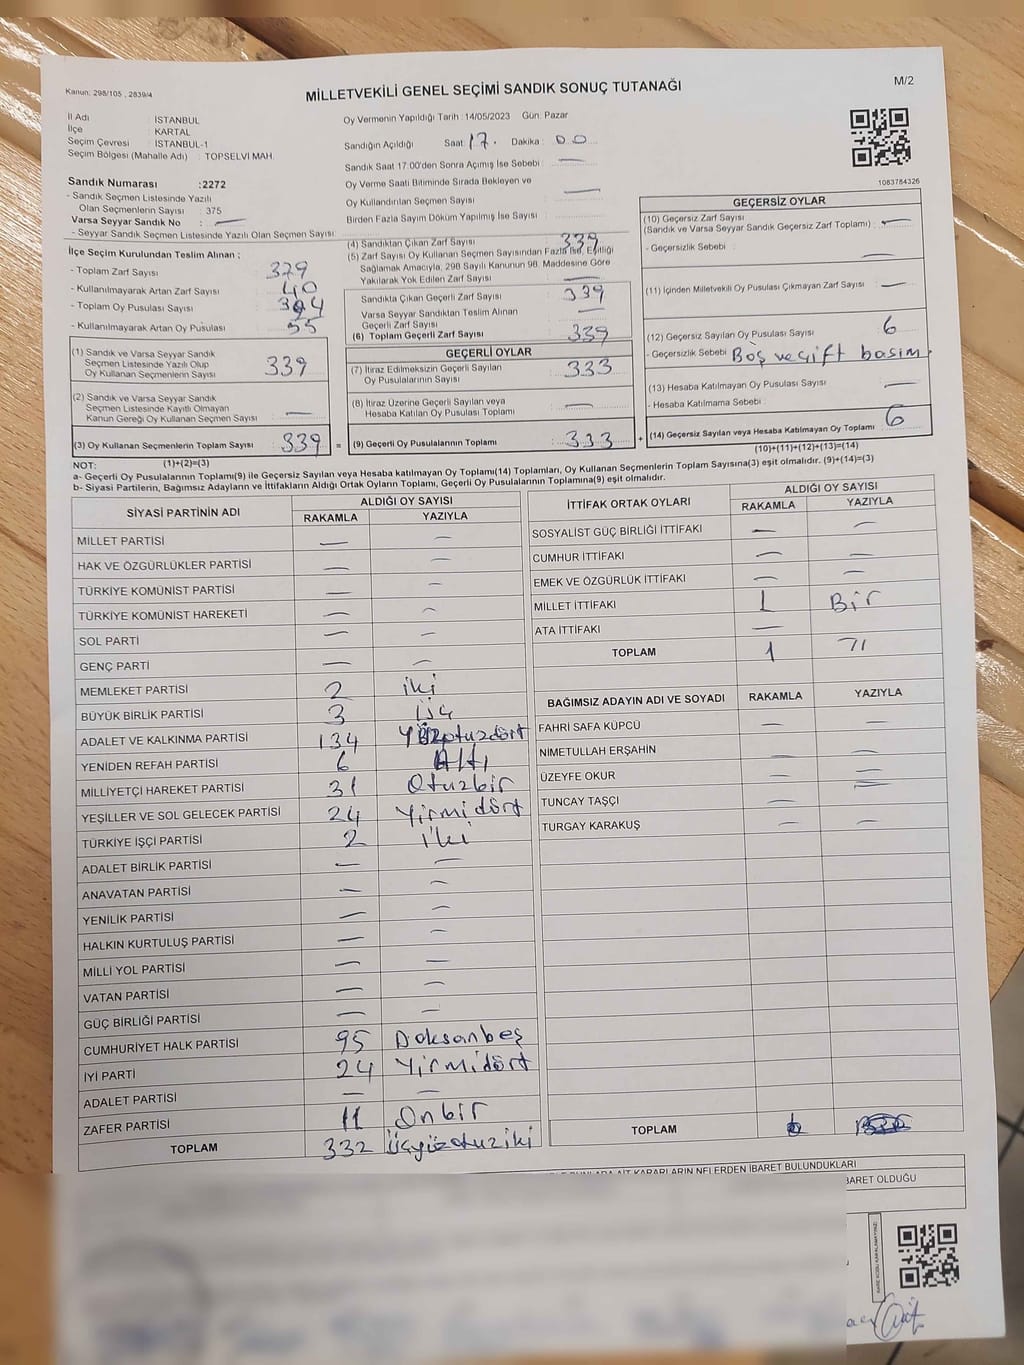 Kanun: 298/105 , 2839/4
MİLLETVEKİLİ GENEL SEÇİMİ SANDIK SONUÇ TUTANAĞI
M/2
İl Adı : İSTANBUL
İlçe : KARTAL
Seçim Çevresi : İSTANBUL-1
Seçim Bölgesi (Mahalle Adı) : TOPSELVİ MAH.
Sandık Numarası :2272
- Sandık Seçmen Listesinde Yazılı
Olan Seçmenlerin Sayısı : 375
Varsa Seyyar Sandık No : —
- Seyyar Sandık Seçmen Listesinde Yazılı Olan Seçmen Sayısı:
Oy Vermenin Yapıldığı Tarih :14/05/2023 Gün: Pazar
Sandığın Açıldığı Saat: 17. Dakika : 00
Sandık Saat 17:00'den Sonra Açımış İse Sebebi : —
Oy Verme Saati Bitiminde Sırada Bekleyen ve
Oy Kullandırılan Seçmen Sayısı : —
Birden Fazla Sayım Döküm Yapılmış İse Sayısı :
1083784326
İlçe Seçim Kurulundan Teslim Alınan ;
- Toplam Zarf Sayısı : 379
- Kullanılmayarak Artan Zarf Sayısı : 40
- Toplam Oy Pusulası Sayısı :
- Kullanılmayarak Artan Oy Pusulası : 55
(1) Sandık ve Varsa Seyyar Sandık
Seçmen Listesinde Yazılı Olup
Oy Kullanan Seçmenlerin Sayısı : 339
(2) Sandık ve Varsa Seyyar Sandık
Seçmen Listesinde Kayıtlı Olmayan
Kanun Gereği Oy Kullanan Seçmen Sayısı : —
(3) Oy Kullanan Seçmenlerin Toplam Sayısı : 339 =
(1)+(2)=(3)
(4) Sandıktan Çıkan Zarf Sayısı : 339
(5) Zarf Sayısı Oy Kullanan Seçmen Sayısından Fazla İse, Eşitliği
Sağlamak Amacıyla, 298 Sayılı Kanunun 98. Maddesine Göre
Yakılarak Yok Edilen Zarf Sayısı : —
Sandıkta Çıkan Geçerli Zarf Sayısı : 339
Varsa Seyyar Sandıktan Teslim Alınan
Geçerli Zarf Sayısı : —
(6) Toplam Geçerli Zarf Sayısı : 339
GEÇERLİ OYLAR
(7) İtiraz Edilmeksizin Geçerli Sayılan
Oy Pusulalarının Sayısı : 333
(8) İtiraz Üzerine Geçerli Sayılan veya
Hesaba Katılan Oy Pusulası Toplamı : —
(9) Geçerli Oy Pusulalarının Toplamı : 333 +
GEÇERSİZ OYLAR
(10) Geçersiz Zarf Sayısı
(Sandık ve Varsa Seyyar Sandık Geçersiz Zarf Toplamı) : —
- Geçersizlik Sebebi :
(11) İçinden Milletvekili Oy Pusulası Çıkmayan Zarf Sayısı : —
(12) Geçersiz Sayılan Oy Pusulası Sayısı : 6
- Geçersizlik Sebebi : Boş ve çift basım
(13) Hesaba Katılmayan Oy Pusulası Sayısı : —
- Hesaba Katılmama Sebebi :
(14) Geçersiz Sayılan veya Hesaba Katılmayan Oy Toplamı : 6
(10)+(11)+(12)+(13)=(14)
NOT:
a- Geçerli Oy Pusulalarının Toplamı(9) ile Geçersiz Sayılan veya Hesaba katılmayan Oy Toplamı(14) Toplamları, Oy Kullanan Seçmenlerin Toplam Sayısına(3) eşit olmalıdır. (9)+(14)=(3)
b- Siyasi Partilerin, Bağımsız Adayların ve İttifakların Aldığı Ortak Oyların Toplamı, Geçerli Oy Pusulalarının Toplamına(9) eşit olmalıdır.
SİYASİ PARTİNİN ADI ALDIĞI OY SAYISI
RAKAMLA YAZIYLA
MİLLET PARTİSİ — —
HAK VE ÖZGÜRLÜKLER PARTİSİ — —
TÜRKİYE KOMÜNİST PARTİSİ — —
TÜRKİYE KOMÜNİST HAREKETİ — —
SOL PARTİ — —
GENÇ PARTİ — —
MEMLEKET PARTİSİ 2 iki
BÜYÜK BİRLİK PARTİSİ 3 üç
ADALET VE KALKINMA PARTİSİ 134 Yüzotuzdört
YENİDEN REFAH PARTİSİ 6 Altı
MİLLİYETÇİ HAREKET PARTİSİ 31 Otuzbir
YEŞİLLER VE SOL GELECEK PARTİSİ 24 Yirmidört
TÜRKİYE İŞÇİ PARTİSİ 2 iki
ADALET BİRLİK PARTİSİ — —
ANAVATAN PARTİSİ — —
YENİLİK PARTİSİ — —
HALKIN KURTULUŞ PARTİSİ — —
MİLLİ YOL PARTİSİ — —
VATAN PARTİSİ — —
GÜÇ BİRLİĞİ PARTİSİ — —
CUMHURİYET HALK PARTİSİ 95 Doksanbeş
İYİ PARTİ 24 Yirmidört
ADALET PARTİSİ — —
ZAFER PARTİSİ 11 Onbir
TOPLAM 332 Üçyüzotuziki
İTTİFAK ORTAK OYLARI ALDIĞI OY SAYISI
RAKAMLA YAZIYLA
SOSYALİST GÜÇ BİRLİĞİ İTTİFAKI — —
CUMHUR İTTİFAKI — —
EMEK VE ÖZGÜRLÜK İTTİFAKI — —
MİLLET İTTİFAKI 1 Bir
ATA İTTİFAKI —
TOPLAM 1
BAĞIMSIZ ADAYIN ADI VE SOYADI RAKAMLA YAZIYLA
FAHRİ SAFA KÜPCÜ — —
NİMETULLAH ERŞAHİN — —
ÜZEYFE OKUR — —
TUNCAY TAŞÇİ — —
TURGAY KARAKUŞ — —
TOPLAM
AİT KARARLARIN NELERDEN İBARET BULUNDUKLARI
BARET OLDUĞU